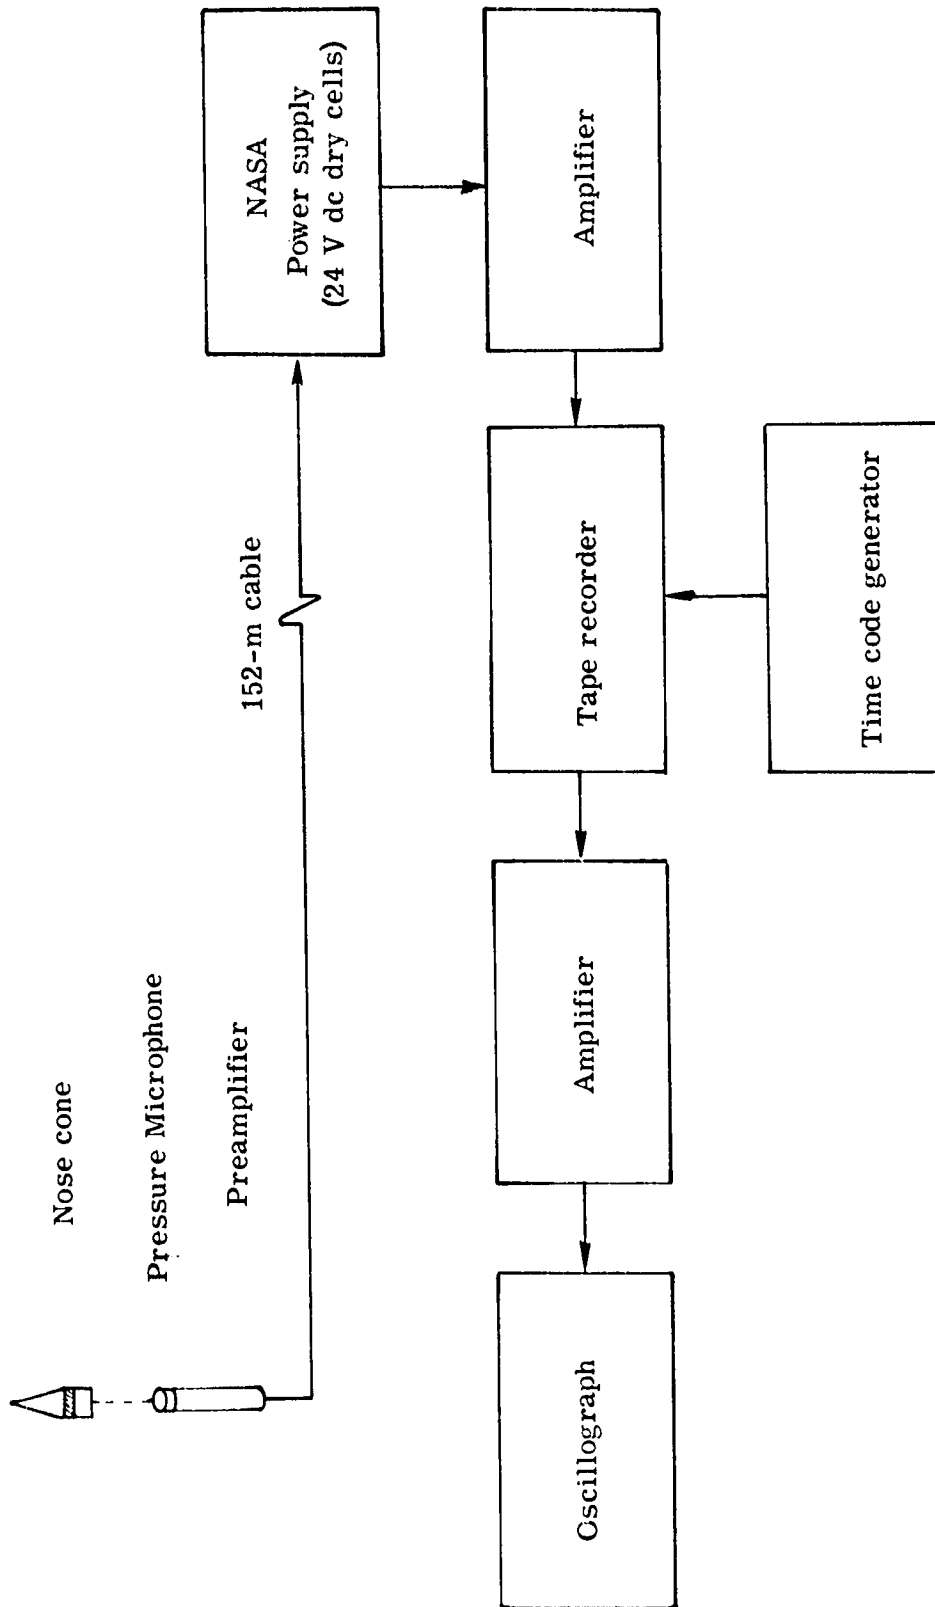 Nose cone
Pressure Microphone
Preamplifier
152-m cable
NASA
Power supply
(24 V dc dry cells)
Oscillograph
Amplifier
Tape recorder
Amplifier
Time code generator